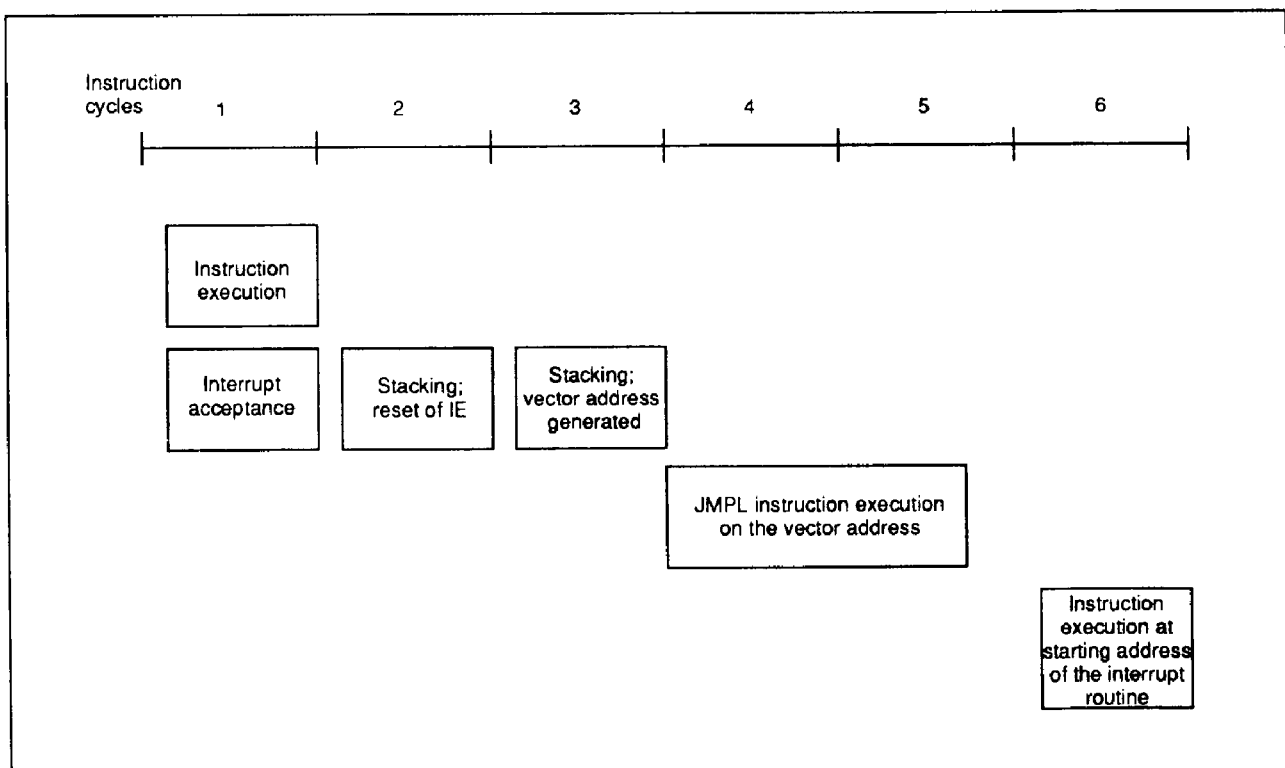 Instruction
cycles
1 2 3 4 5 6
Instruction
execution
Interrupt
acceptance
Stacking;
reset of IE
Stacking;
vector address
generated
JMPL instruction execution
on the vector address
Instruction
execution at
starting address
of the interrupt
routine